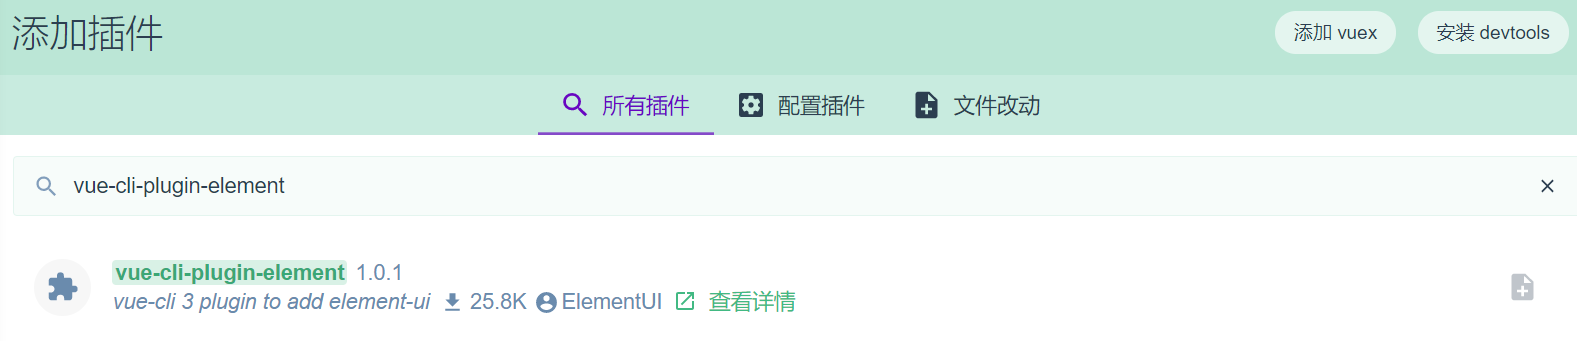 添加插件 添加 vuex 安装 devtools
所有插件 配置插件 文件改动
vue-cli-plugin-element
vue-cli-plugin-element 1.0.1
vue-cli 3 plugin to add element-ui 25.8K ElementUI 查看详情